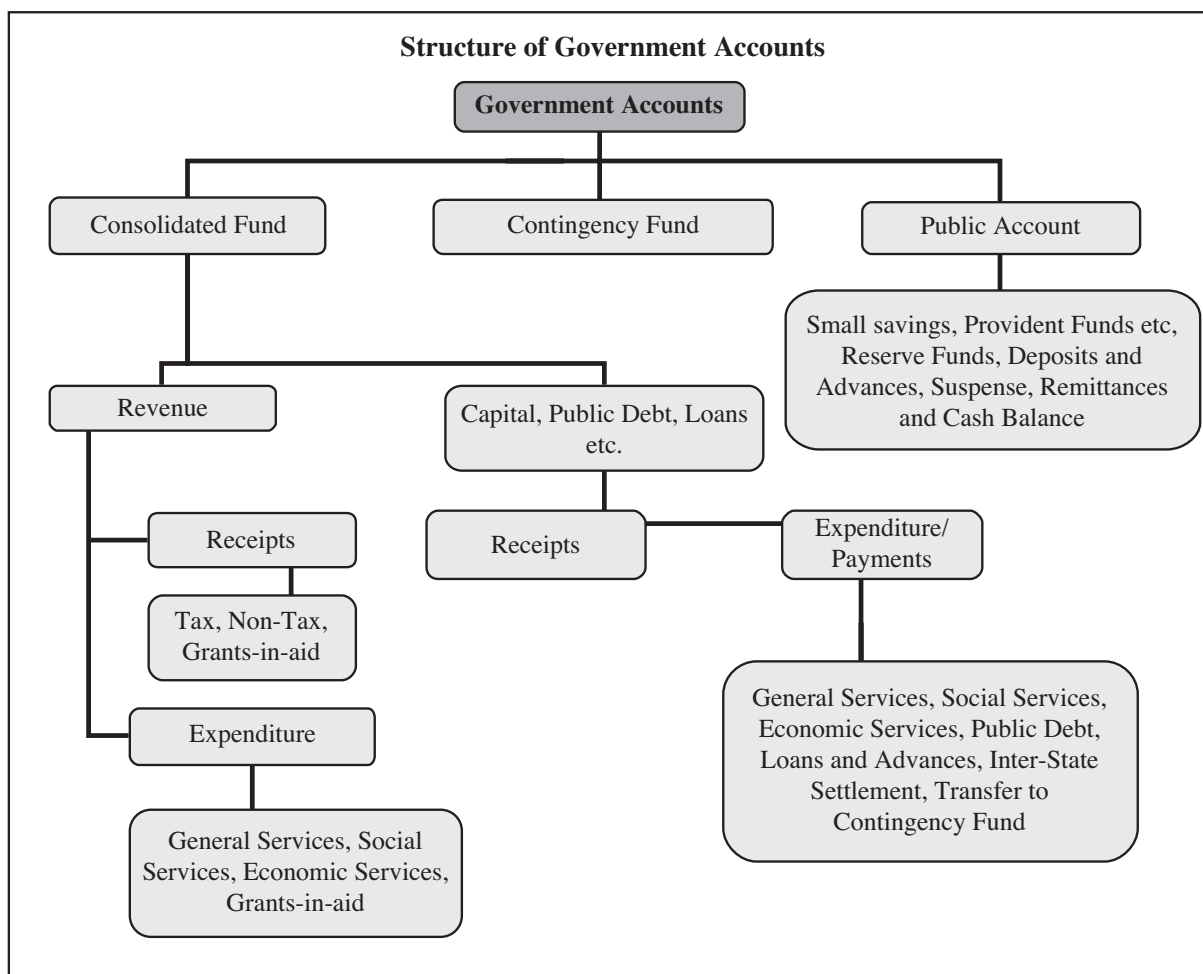 Structure of Government Accounts
Government Accounts
Consolidated Fund
Contingency Fund
Public Account
Small savings, Provident Funds etc,
Reserve Funds, Deposits and
Advances, Suspense, Remittances
and Cash Balance
Revenue
Capital, Public Debt, Loans
etc.
Receipts
Tax, Non-Tax,
Grants-in-aid
Expenditure
General Services, Social
Services, Economic Services,
Grants-in-aid
Receipts
Expenditure/
Payments
General Services, Social Services,
Economic Services, Public Debt,
Loans and Advances, Inter-State
Settlement, Transfer to
Contingency Fund